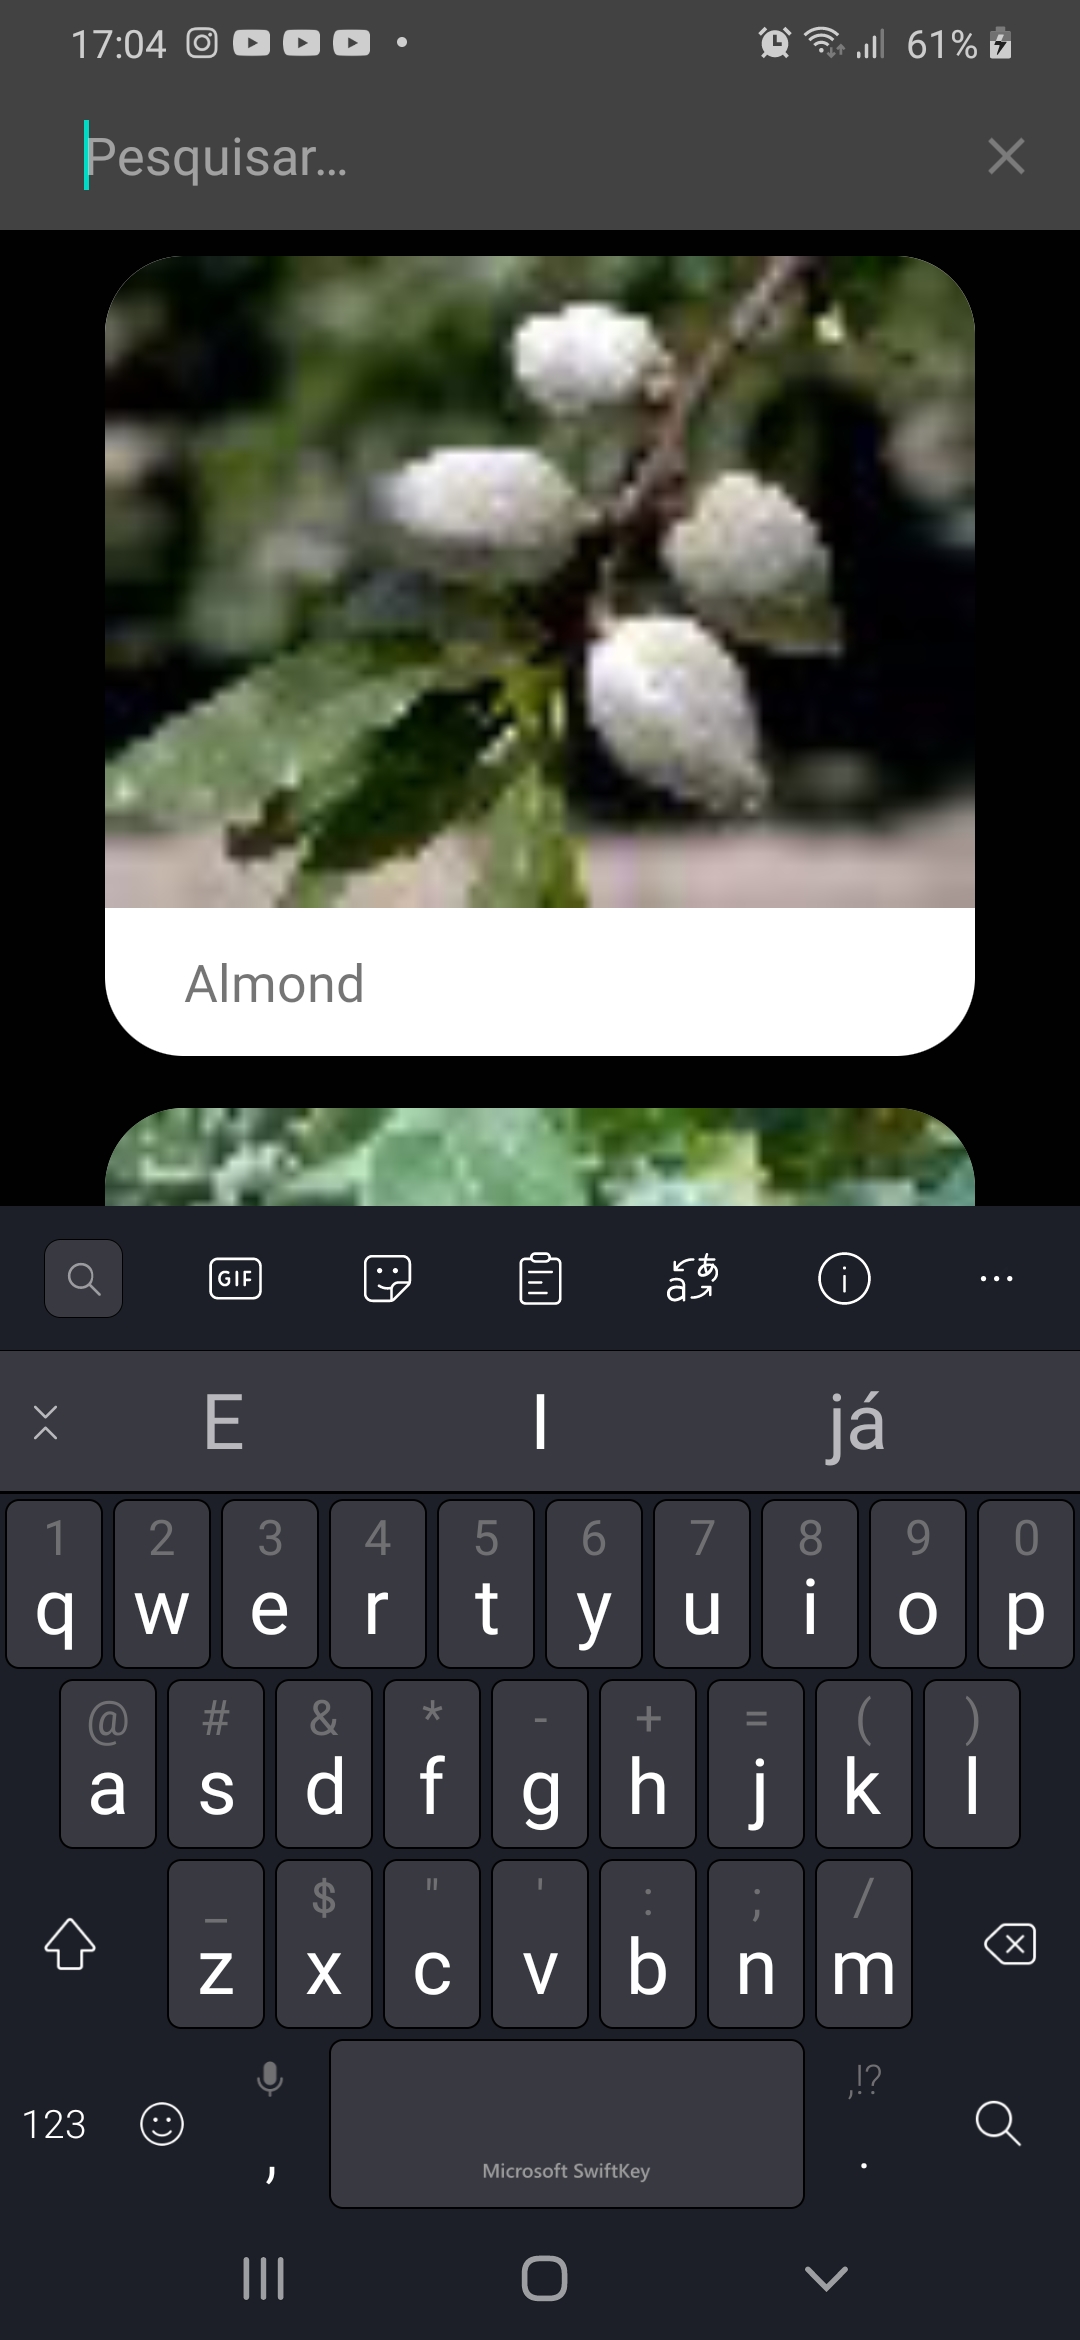 17:04 61%
Pesquisar...
Almond
GIF
E I já
1 2 3 4 5 6 7 8 9 0
q w e r t y u i o p
@ # & * - + = ( )
a s d f g h j k l
_ $ " ' : ; /
z x c v b n m
,!?
123 , .
Microsoft SwiftKey